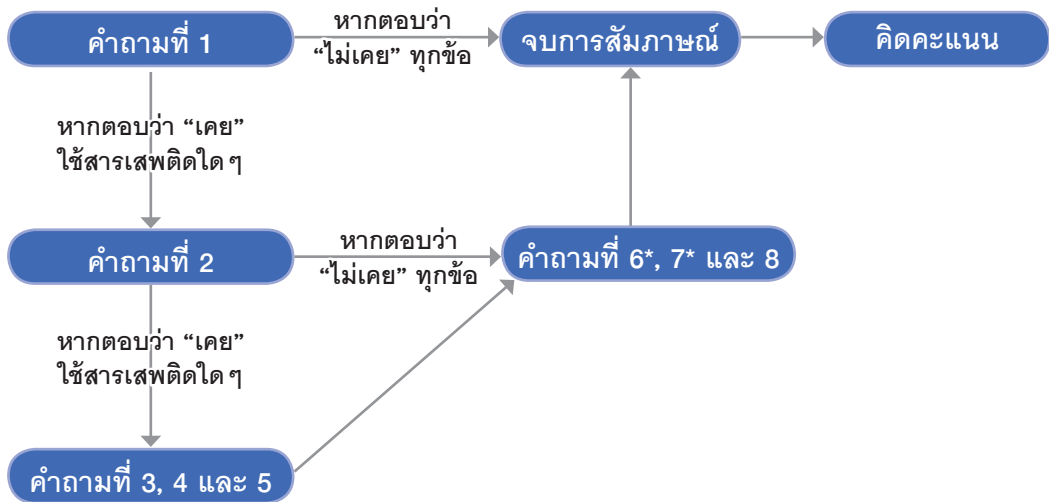 คำถามที่ 1
หากตอบว่า
“ไม่เคย” ทุกข้อ
จบการสัมภาษณ์
คิดคะแนน
หากตอบว่า “เคย”
ใช้สารเสพติดใด ๆ
คำถามที่ 2
หากตอบว่า
“ไม่เคย” ทุกข้อ
คำถามที่ 6*, 7* และ 8
หากตอบว่า “เคย”
ใช้สารเสพติดใด ๆ
คำถามที่ 3, 4 และ 5